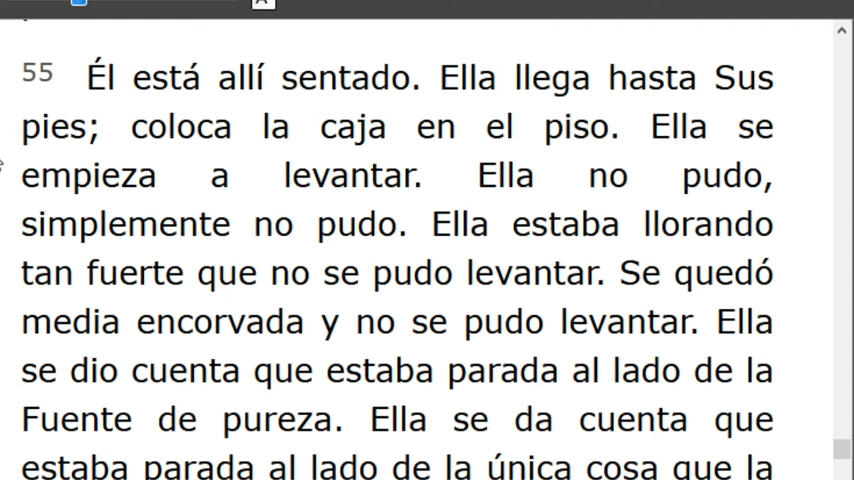 55 Él está allí sentado. Ella llega hasta Sus
pies; coloca la caja en el piso. Ella se
empieza a levantar. Ella no pudo,
simplemente no pudo. Ella estaba llorando
tan fuerte que no se pudo levantar. Se quedó
media encorvada y no se pudo levantar. Ella
se dio cuenta que estaba parada al lado de la
Fuente de pureza. Ella se da cuenta que
estaba parada al lado de la única cosa que la